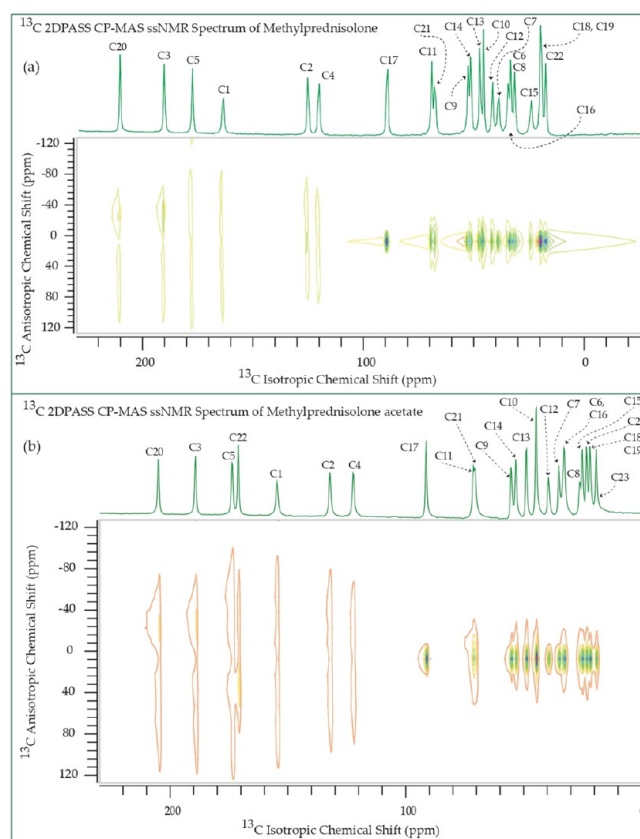 13C 2DPASS CP-MAS ssNMR Spectrum of Methylprednisolone
(a)
C20
C3
C5
C1
C2
C4
C17
C21
C11
C14
C9
C13
C10
C12
C7
C6
C8
C16
C15
C18, C19
C22
-120
-80
-40
0
40
80
120
13C Anisotropic Chemical Shift (ppm)
200
100
0
13C Isotropic Chemical Shift (ppm)
13C 2DPASS CP-MAS ssNMR Spectrum of Methylprednisolone acetate
(b)
C20
C3
C5
C22
C1
C2
C4
C17
C21
C11
C9
C14
C13
C10
C12
C7
C6,
C16
C8
C15
C18
C19
C23
-120
-80
-40
0
40
80
120
13C Anisotropic Chemical Shift (ppm)
200
100
13C Isotropic Chemical Shift (ppm)